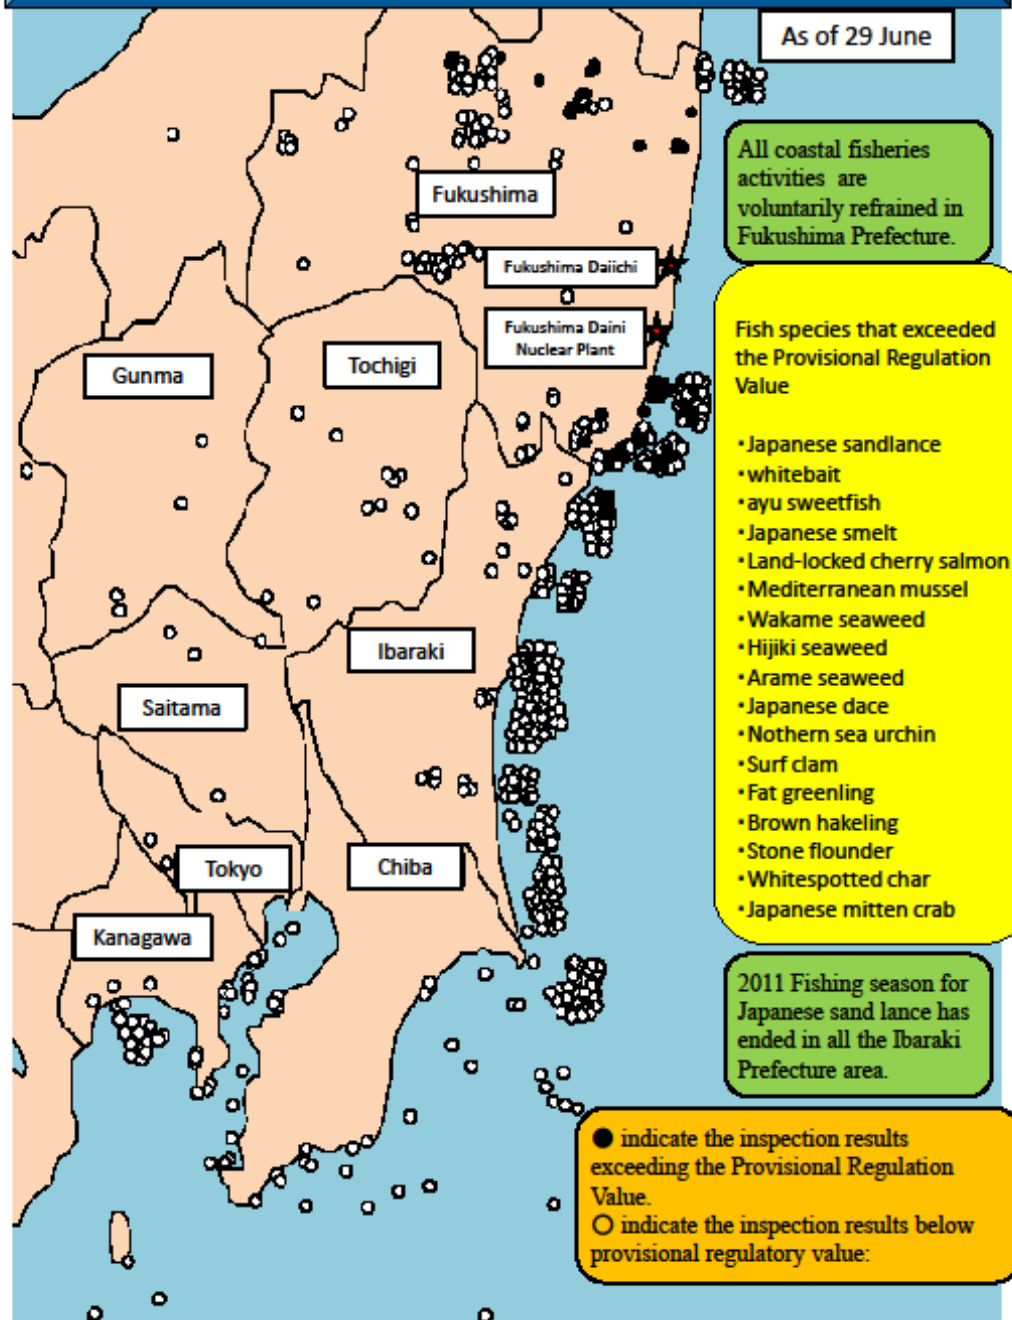 As of 29 June
All coastal fisheries
activities are
voluntarily refrained in
Fukushima Prefecture.
Fukushima
Fukushima Daiichi
Fukushima Daini
Nuclear Plant
Gunma
Tochigi
Ibaraki
Saitama
Tokyo
Chiba
Kanagawa
Fish species that exceeded
the Provisional Regulation
Value
・Japanese sandlance
・whitebait
・ayu sweetfish
・Japanese smelt
・Land-locked cherry salmon
・Mediterranean mussel
・Wakame seaweed
・Hijiki seaweed
・Arame seaweed
・Japanese dace
・Nothern sea urchin
・Surf clam
・Fat greenling
・Brown hakeling
・Stone flounder
・Whitespotted char
・Japanese mitten crab
2011 Fishing season for
Japanese sand lance has
ended in all the Ibaraki
Prefecture area.
● indicate the inspection results
exceeding the Provisional Regulation
Value.
○ indicate the inspection results below
provisional regulatory value: